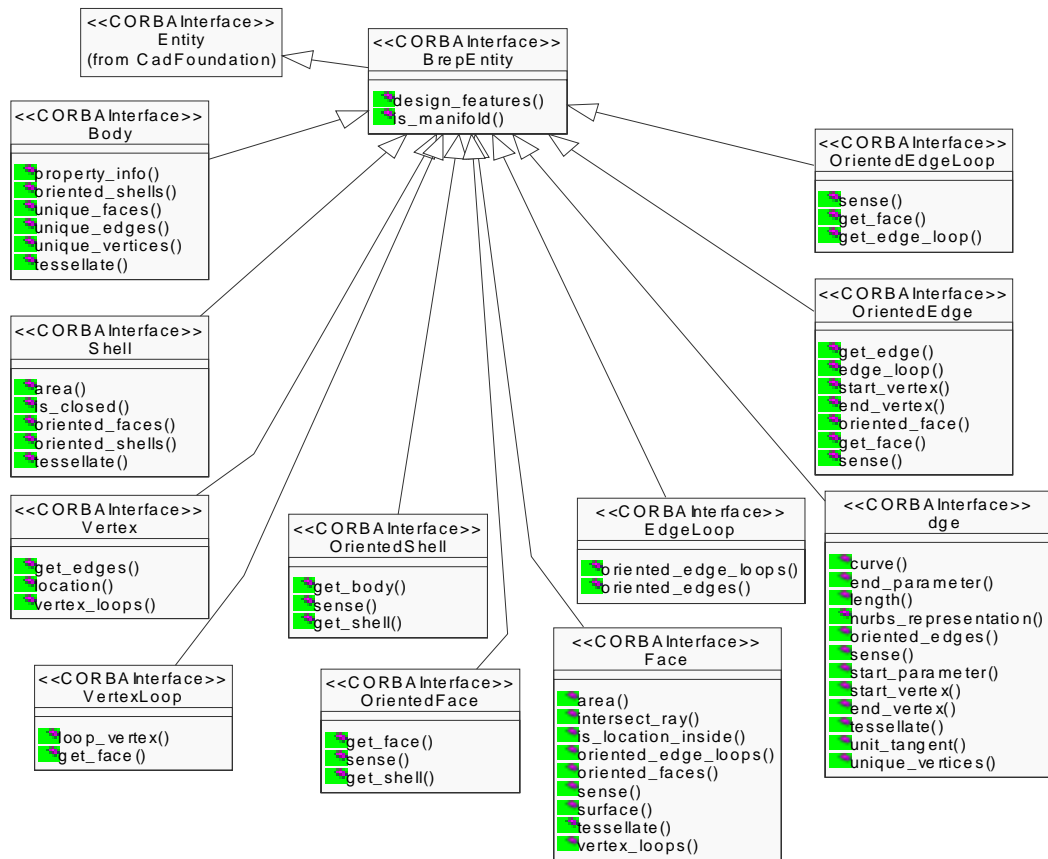 <<CORBAInterface>>
Entity
(from CadFoundation)
<<CORBAInterface>>
BrepEntity
design_features()
is_manifold()
<<CORBAInterface>>
Body
property_info()
oriented_shells()
unique_faces()
unique_edges()
unique_vertices()
tessellate()
<<CORBAInterface>>
OrientedEdgeLoop
sense()
get_face()
get_edge_loop()
<<CORBAInterface>>
OrientedEdge
get_edge()
edge_loop()
start_vertex()
end_vertex()
oriented_face()
get_face()
sense()
<<CORBAInterface>>
Shell
area()
is_closed()
oriented_faces()
oriented_shells()
tessellate()
<<CORBAInterface>>
Vertex
get_edges()
location()
vertex_loops()
<<CORBAInterface>>
OrientedShell
get_body()
sense()
get_shell()
<<CORBAInterface>>
EdgeLoop
oriented_edge_loops()
oriented_edges()
<<CORBAInterface>>
dge
curve()
end_parameter()
length()
nurbs_representation()
oriented_edges()
sense()
start_parameter()
start_vertex()
end_vertex()
tessellate()
unit_tangent()
unique_vertices()
<<CORBAInterface>>
VertexLoop
loop_vertex()
get_face()
<<CORBAInterface>>
OrientedFace
get_face()
sense()
get_shell()
<<CORBAInterface>>
Face
area()
intersect_ray()
is_location_inside()
oriented_edge_loops()
oriented_faces()
sense()
surface()
tessellate()
vertex_loops()